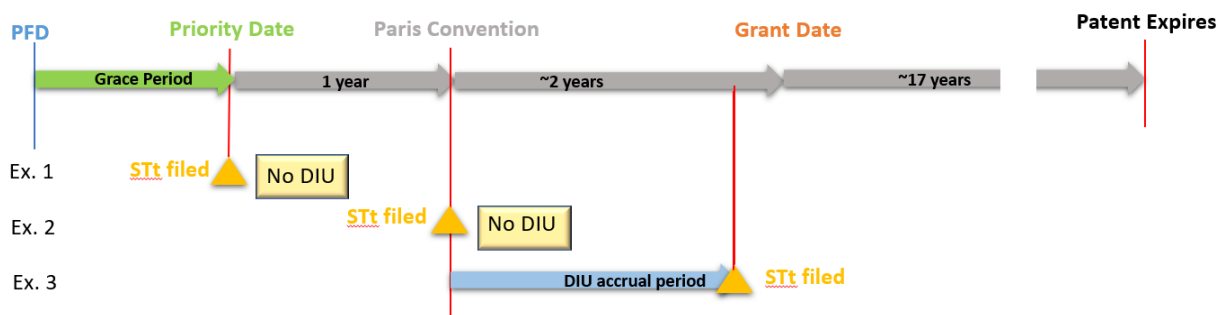 PFD Priority Date Paris Convention Grant Date Patent Expires
Grace Period 1 year ~2 years ~17 years
Ex. 1 STt filed No DIU
Ex. 2 STt filed No DIU
Ex. 3 DIU accrual period STt filed